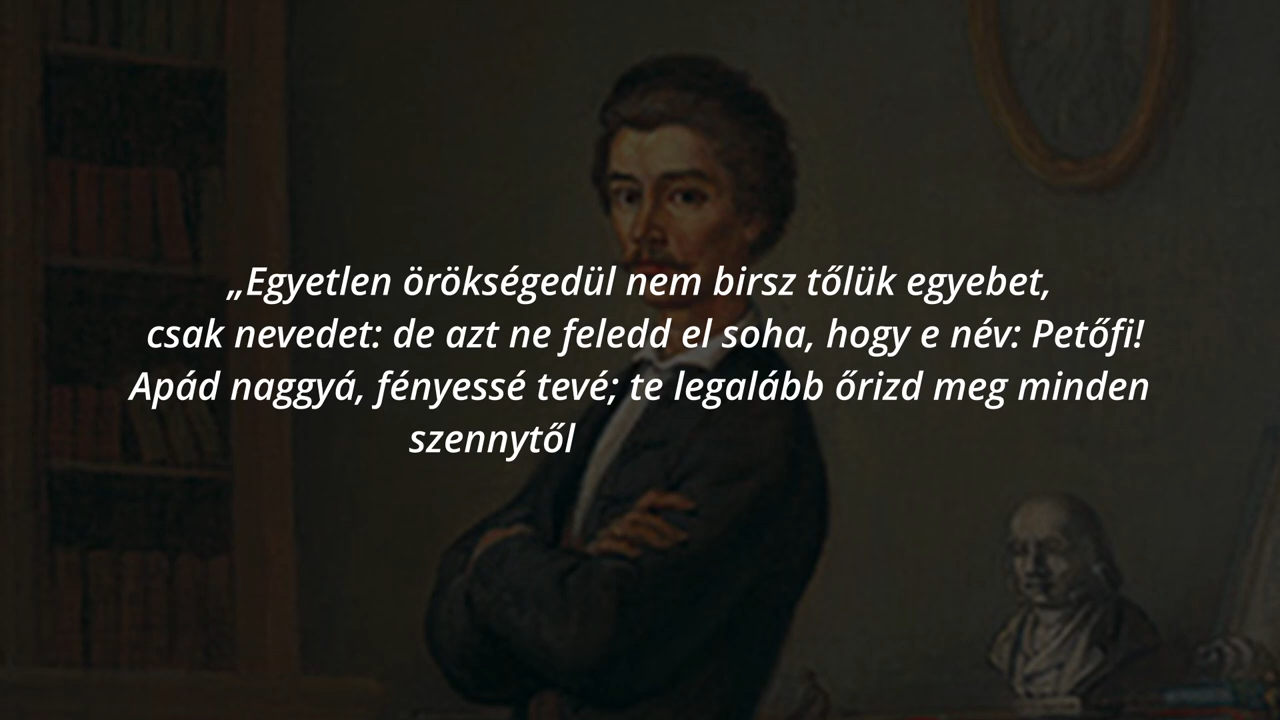 „Egyetlen örökségedül nem birsz tőlük egyebet,
csak nevedet: de azt ne feledd el soha, hogy e név: Petőfi!
Apád naggyá, fényessé tevé; te legalább őrizd meg minden
szennytől